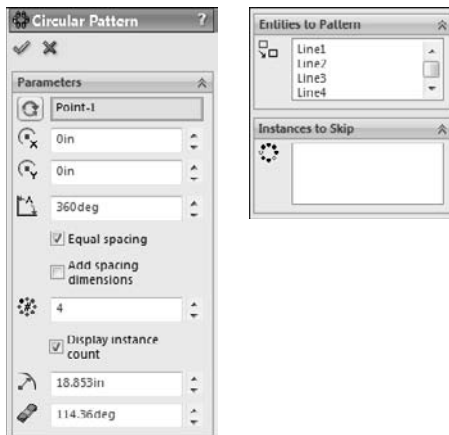 Circular Pattern ?
Parameters
Point-1
0in
0in
360deg
Equal spacing
Add spacing
dimensions
4
Display instance
count
18.853in
114.36deg
Entities to Pattern
Line1
Line2
Line3
Line4
Instances to Skip